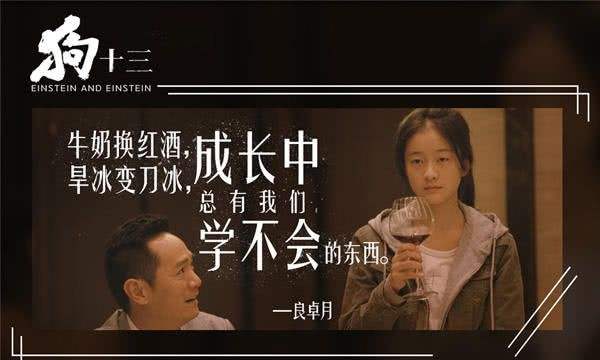 狗十三
EINSTEIN AND EINSTEIN
牛奶换红酒，
旱冰变刀冰，
成长中
总有我们
学不会的东西。
—良卓月